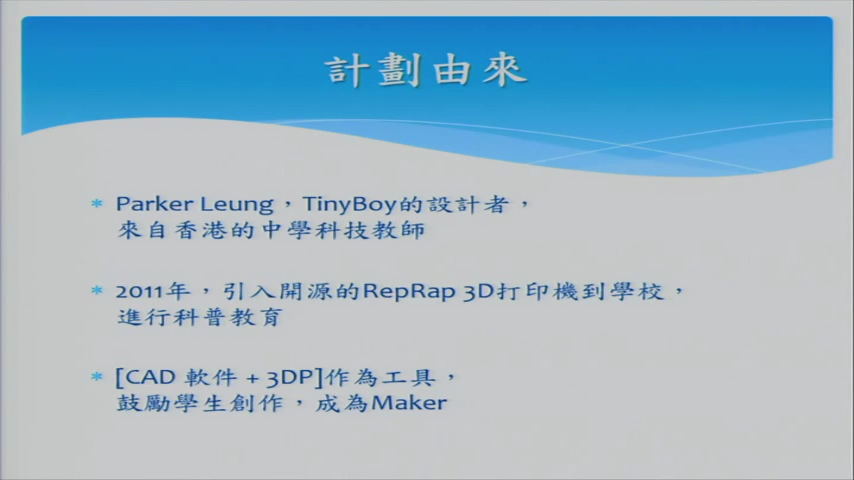 計劃由來
* Parker Leung，TinyBoy的設計者，
來自香港的中學科技教師
* 2011年，引入開源的RepRap 3D打印機到學校，
進行科普教育
* [CAD 軟件 + 3DP]作為工具，
鼓勵學生創作，成為Maker